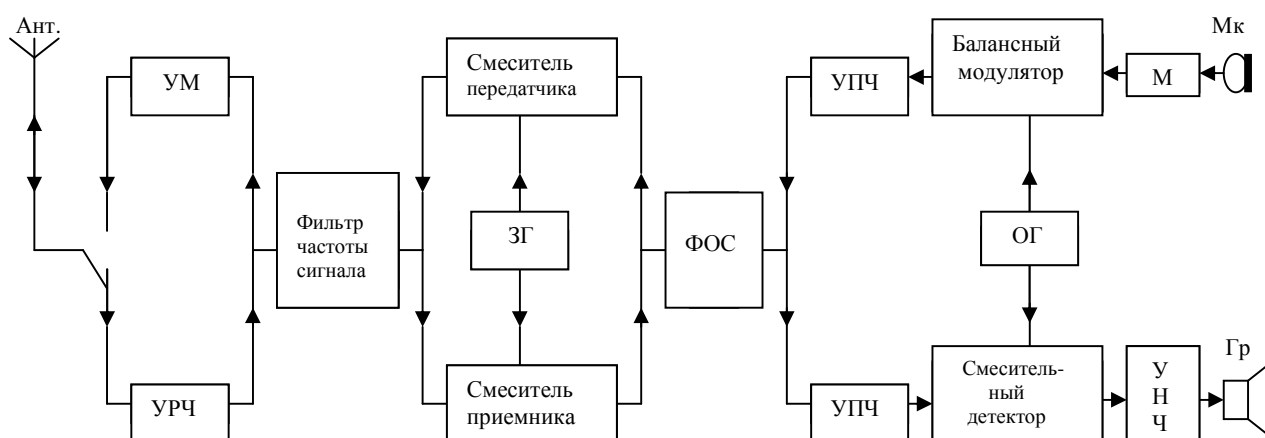 Ант.
УМ
Смеситель
передатчика
УПЧ
Балансный
модулятор
М
Мк
Фильтр
частоты
сигнала
ЗГ
ФОС
ОГ
УРЧ
Смеситель
приемника
УПЧ
Смеситель-
ный
детектор
У
Н
Ч
Гр